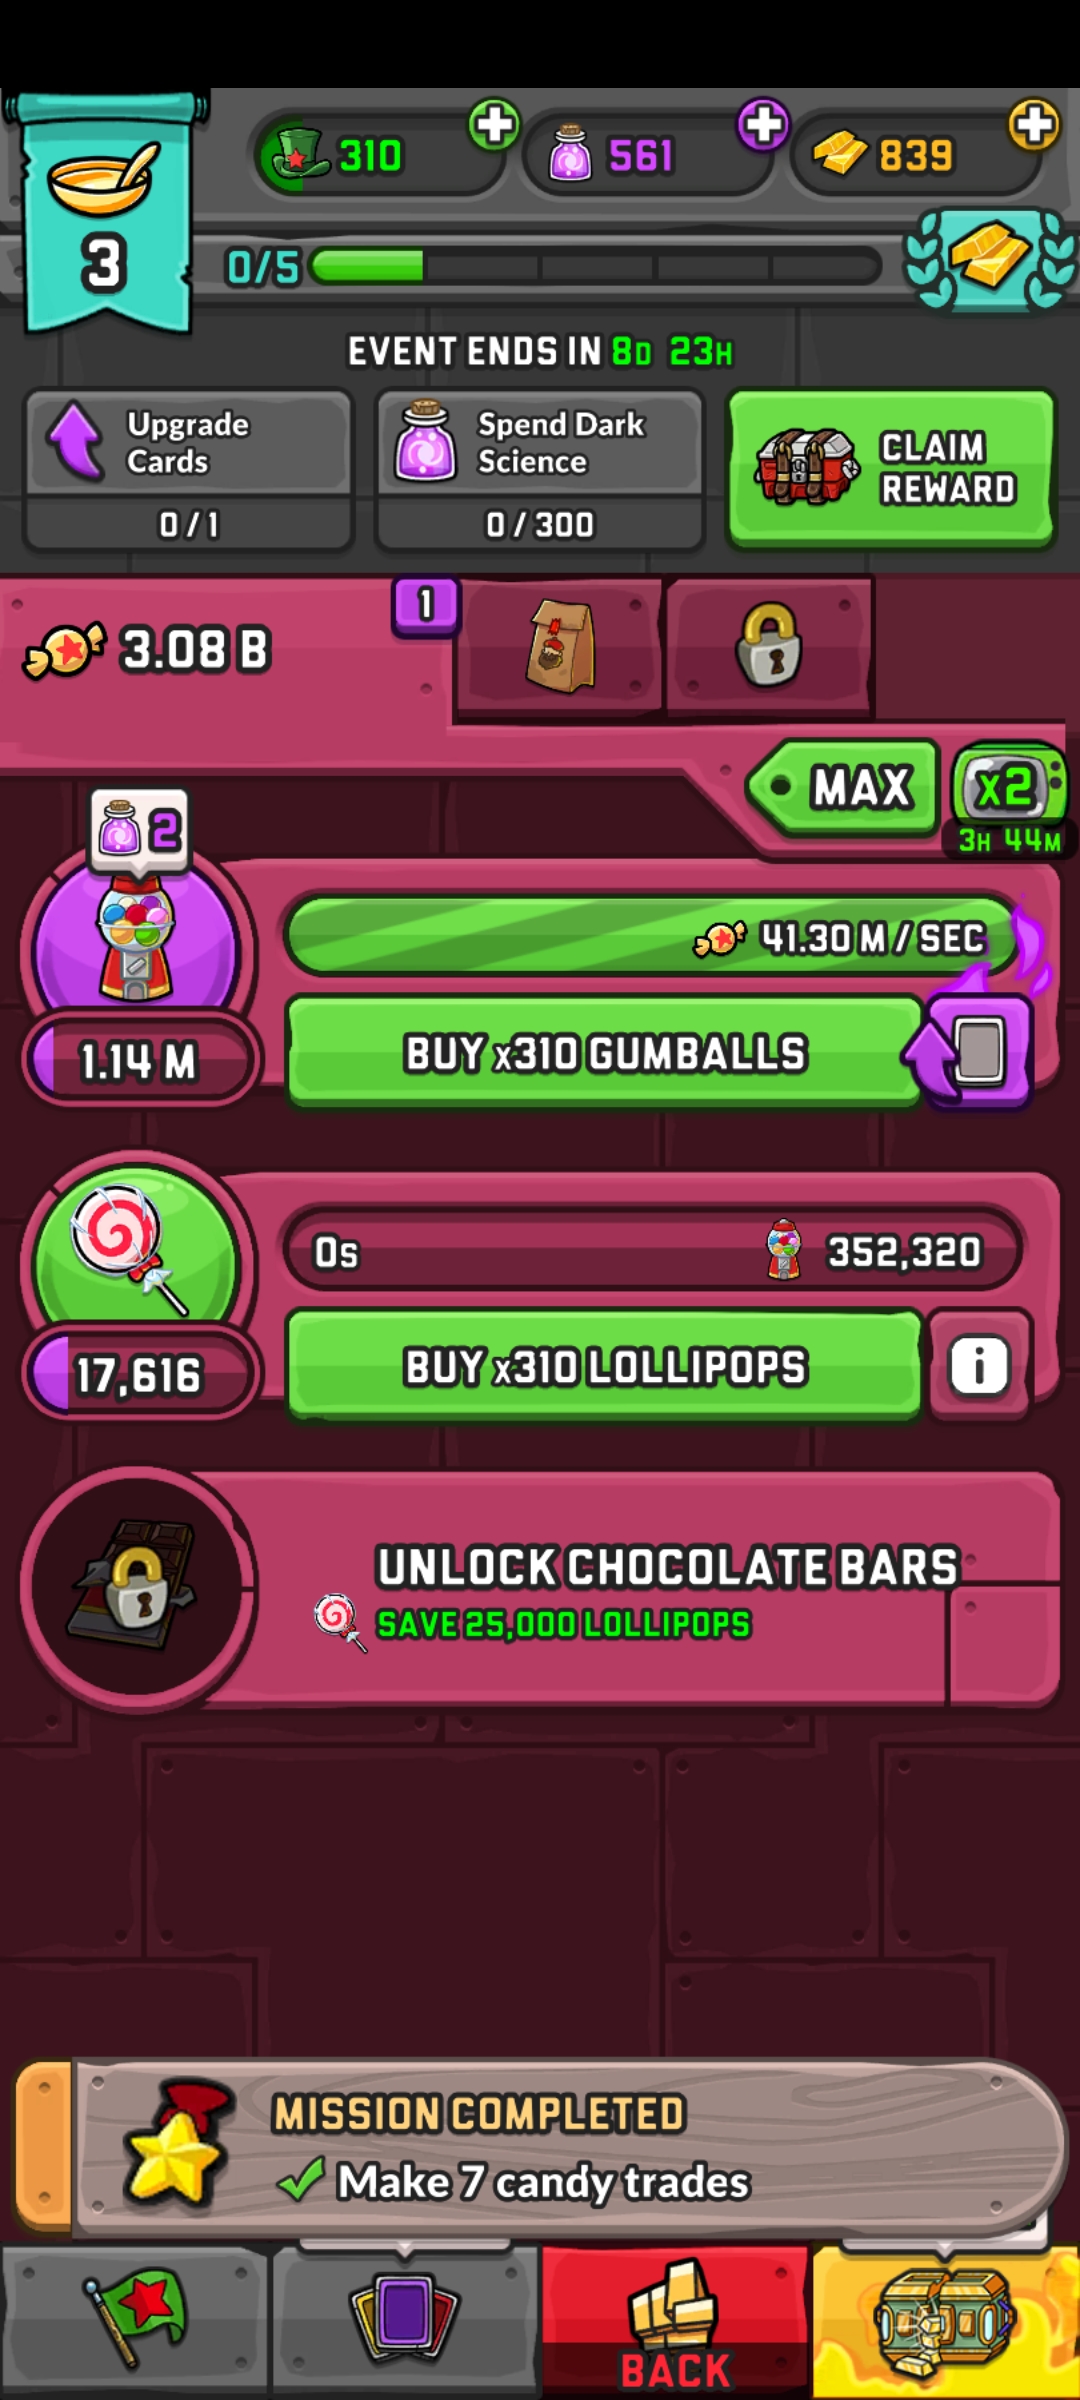 310
561
839
3
0/5
EVENT ENDS IN 8D 23H
Upgrade
Cards
0/1
Spend Dark
Science
0/300
CLAIM
REWARD
3.08 B
1
MAX
x2
3H 44M
2
41.30 M / SEC
1.14 M
BUY x310 GUMBALLS
0s
352,320
17,616
BUY x310 LOLLIPOPS
i
UNLOCK CHOCOLATE BARS
SAVE 25,000 LOLLIPOPS
MISSION COMPLETED
Make 7 candy trades
BACK